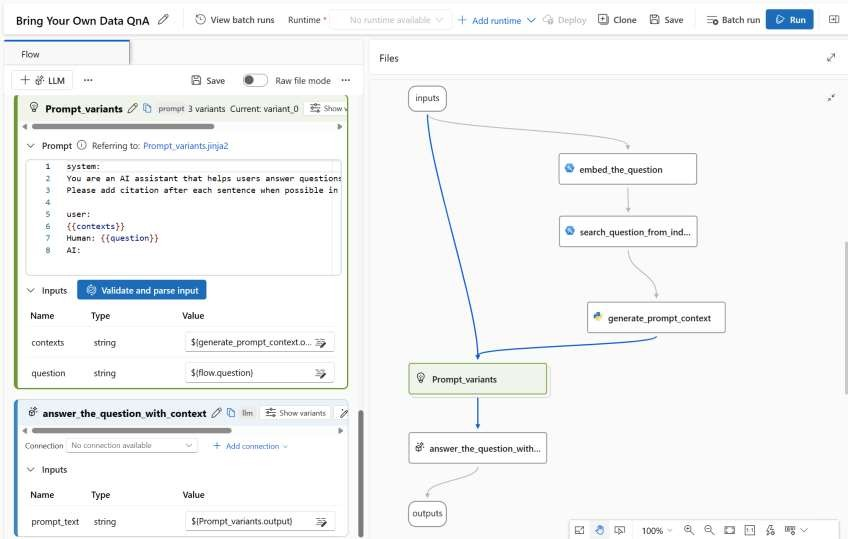 Bring Your Own Data QnA
View batch runs
Runtime *
No runtime available
Add runtime
Deploy
Clone
Save
Batch run
Run
Flow
LLM
Save
Raw file mode
Prompt_variants
prompt
3 variants
Current: variant_0
Show v
Prompt
Referring to: Prompt_variants.jinja2
1 system:
2 You are an AI assistant that helps users answer questions
3 Please add citation after each sentence when possible in
4
5 user:
6 {{contexts}}
7 Human: {{question}}
8 AI:
Inputs
Validate and parse input
Name Type Value
contexts string ${generate_prompt_context.o...
question string ${flow.question}
answer_the_question_with_context
llm
Show variants
Connection
No connection available
Add connection
Inputs
Name Type Value
prompt_text string ${Prompt_variants.output}
Files
inputs
embed_the_question
search_question_from_ind...
generate_prompt_context
Prompt_variants
answer_the_question_with...
outputs
100%
1:1